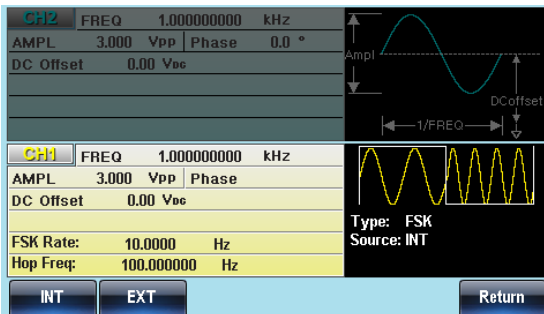 CH2 FREQ 1.000000000 kHz
AMPL 3.000 Vpp Phase 0.0 °
DC Offset 0.00 VDC
Ampl
DCoffset
1/FREQ
CH1 FREQ 1.000000000 kHz
AMPL 3.000 Vpp Phase
DC Offset 0.00 VDC
FSK Rate: 10.0000 Hz
Hop Freq: 100.000000 Hz
Type: FSK
Source: INT
INT EXT Return